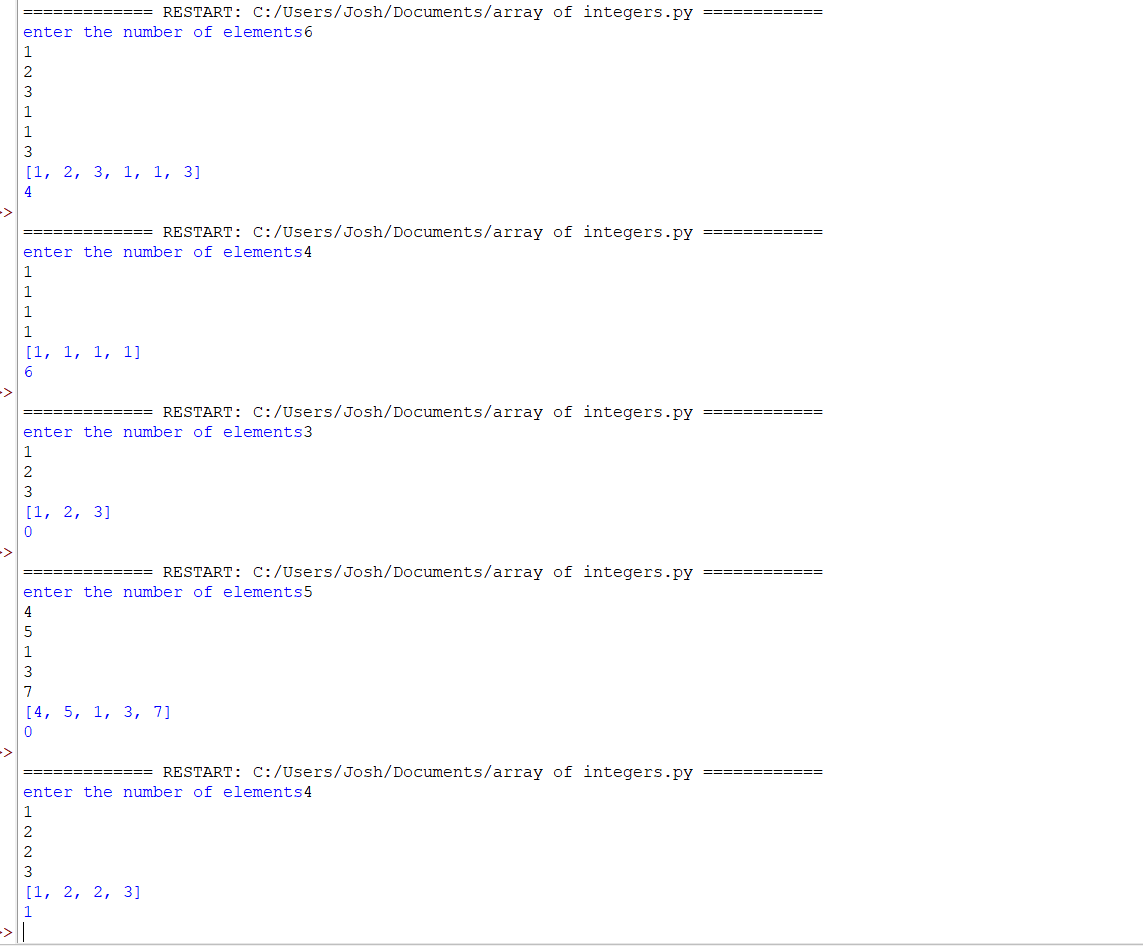 ============= RESTART: C:/Users/Josh/Documents/array of integers.py ============
enter the number of elements6
1
2
3
1
1
3
[1, 2, 3, 1, 1, 3]
4
>>
============= RESTART: C:/Users/Josh/Documents/array of integers.py ============
enter the number of elements4
1
1
1
1
[1, 1, 1, 1]
6
>>
============= RESTART: C:/Users/Josh/Documents/array of integers.py ============
enter the number of elements3
1
2
3
[1, 2, 3]
0
>>
============= RESTART: C:/Users/Josh/Documents/array of integers.py ============
enter the number of elements5
4
5
1
3
7
[4, 5, 1, 3, 7]
0
>>
============= RESTART: C:/Users/Josh/Documents/array of integers.py ============
enter the number of elements4
1
2
2
3
[1, 2, 2, 3]
1
>>